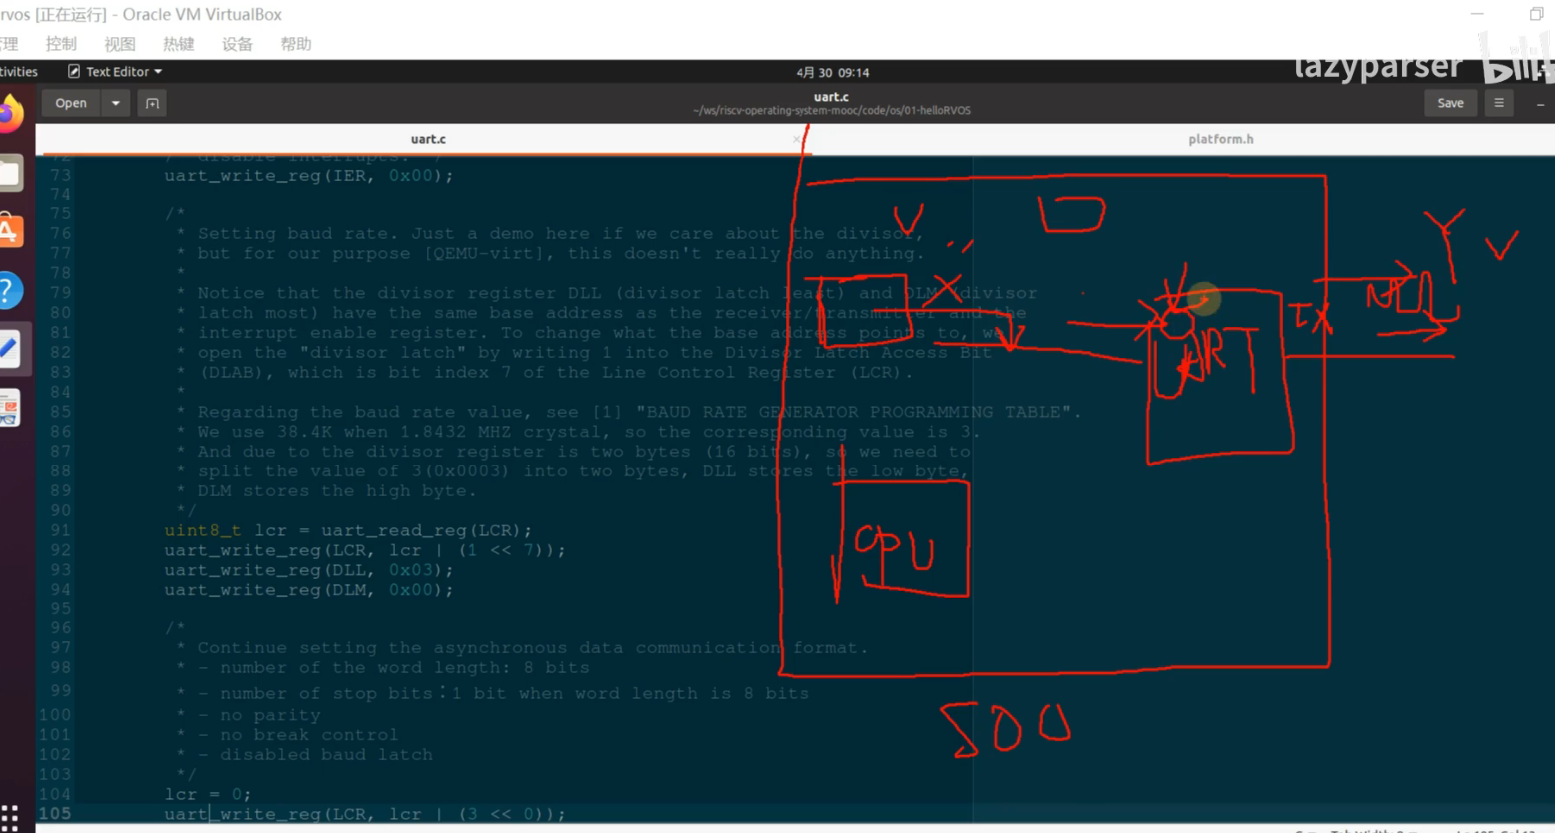 rvos [正在运行] - Oracle VM VirtualBox
管理 控制 视图 热键 设备 帮助
lazyparser bilibili
tivities Text Editor 4月 30 09:14
Open uart.c Save
~/ws/riscv-operating-system-mooc/code/os/01-helloRVOS
uart.c platform.h
72 /* disable interrupts. */
73 uart_write_reg(IER, 0x00);
74
75 /*
76 * Setting baud rate. Just a demo here if we care about the divisor,
77 * but for our purpose [QEMU-virt], this doesn't really do anything.
78 *
79 * Notice that the divisor register DLL (divisor latch least) and DLM (divisor
80 * latch most) have the same base address as the receiver/transmitter and the
81 * interrupt enable register. To change what the base address points to, we
82 * open the "divisor latch" by writing 1 into the Divisor Latch Access Bit
83 * (DLAB), which is bit index 7 of the Line Control Register (LCR).
84 *
85 * Regarding the baud rate value, see [1] "BAUD RATE GENERATOR PROGRAMMING TABLE".
86 * We use 38.4K when 1.8432 MHZ crystal, so the corresponding value is 3.
87 * And due to the divisor register is two bytes (16 bits), so we need to
88 * split the value of 3(0x0003) into two bytes, DLL stores the low byte,
89 * DLM stores the high byte.
90 */
91 uint8_t lcr = uart_read_reg(LCR);
92 uart_write_reg(LCR, lcr | (1 << 7));
93 uart_write_reg(DLL, 0x03);
94 uart_write_reg(DLM, 0x00);
95
96 /*
97 * Continue setting the asynchronous data communication format.
98 * - number of the word length: 8 bits
99 * - number of stop bits：1 bit when word length is 8 bits
100 * - no parity
101 * - no break control
102 * - disabled baud latch
103 */
104 lcr = 0;
105 uart_write_reg(LCR, lcr | (3 << 0));
UART
TX
CPU